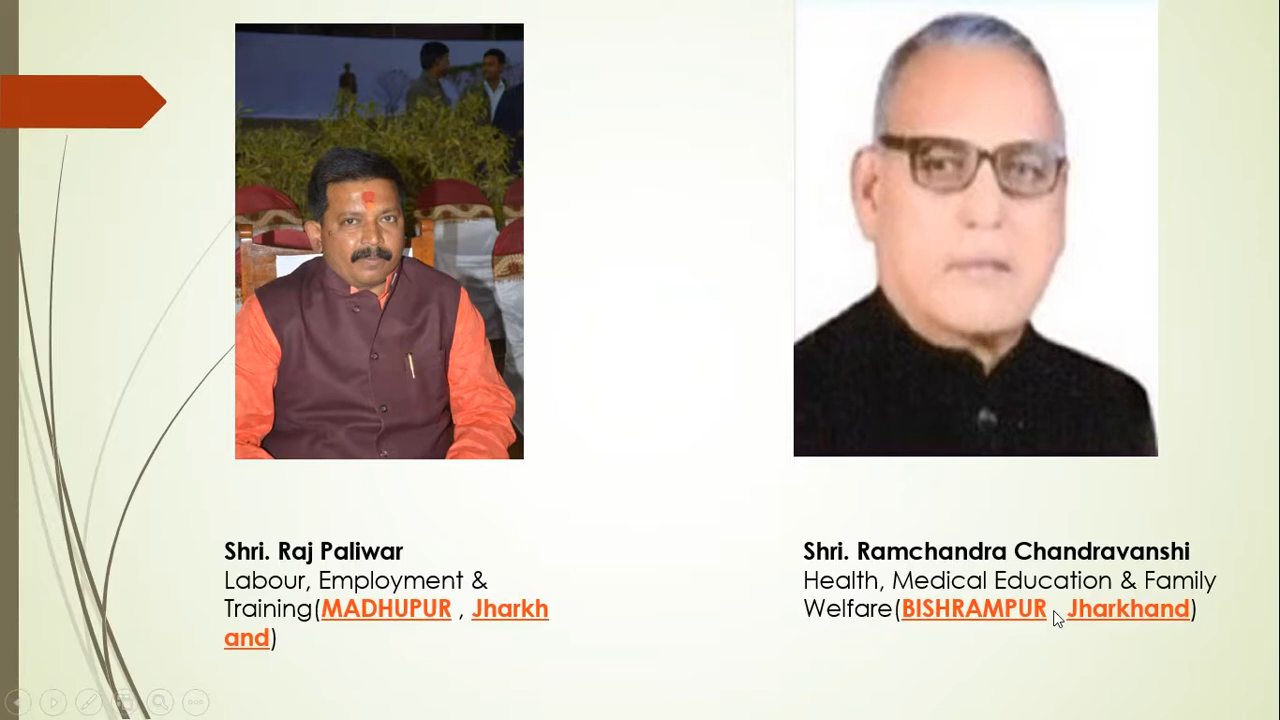 Shri. Raj Paliwar
Labour, Employment &
Training(MADHUPUR , Jharkh
and)
Shri. Ramchandra Chandravanshi
Health, Medical Education & Family
Welfare(BISHRAMPUR , Jharkhand)